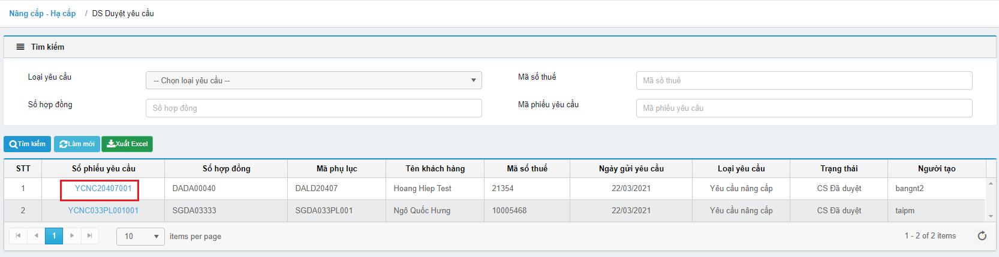 Nâng cấp - Hạ cấp / DS Duyệt yêu cầu
Tìm kiếm
Loại yêu cầu -- Chọn loại yêu cầu -- Mã số thuế Mã số thuế
Số hợp đồng Số hợp đồng Mã phiếu yêu cầu Mã phiếu yêu cầu
Tìm kiếm Làm mới Xuất Excel
STT Số phiếu yêu cầu Số hợp đồng Mã phụ lục Tên khách hàng Mã số thuế Ngày gửi yêu cầu Loại yêu cầu Trạng thái Người tạo
1 YCNC20407001 DADA00040 DALD20407 Hoang Hiep Test 21354 22/03/2021 Yêu cầu nâng cấp CS Đã duyệt bangnt2
2 YCNC033PL001001 SGDA03333 SGDA033PL001 Ngô Quốc Hưng 10005468 22/03/2021 Yêu cầu nâng cấp CS Đã duyệt taipm
1 10 items per page 1 - 2 of 2 items